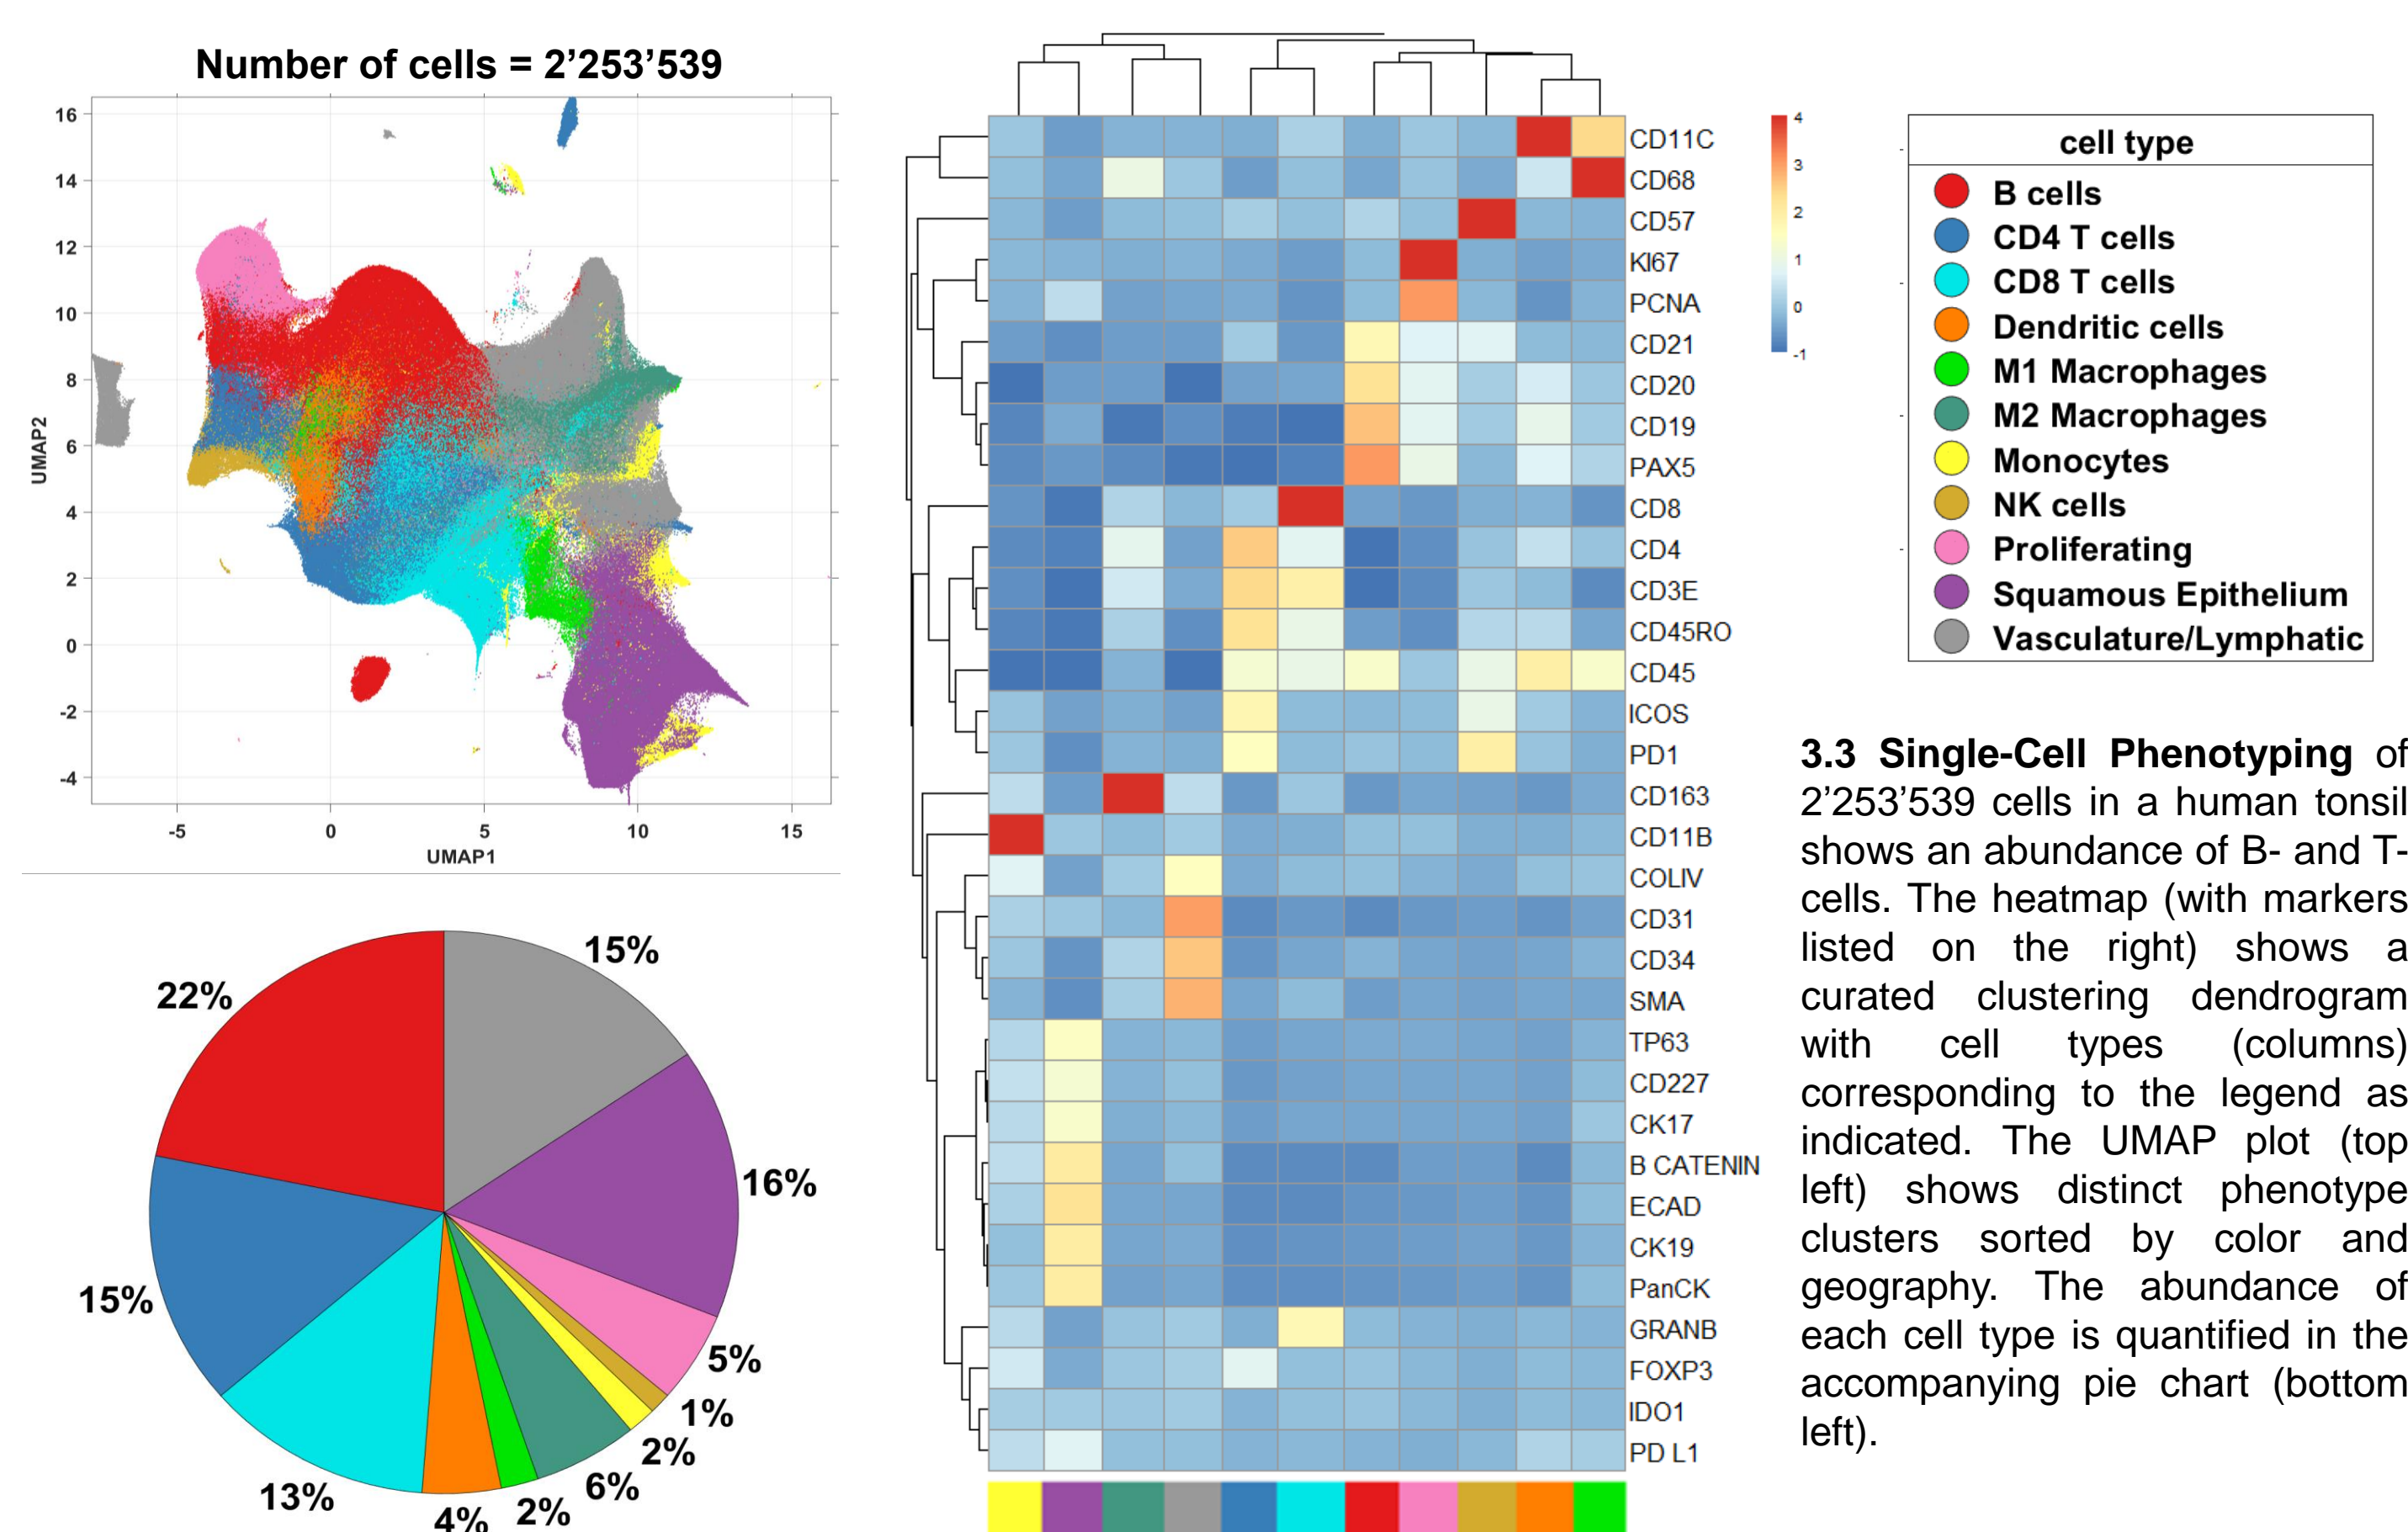 Number of cells = 2’253’539
16
14
12
10
8
6
4
2
0
-2
-4
UMAP2
-5
0
5
10
15
UMAP1
15%
22%
16%
15%
5%
1%
2%
6%
2%
4%
13%
CD11C
CD68
CD57
KI67
PCNA
CD21
CD20
CD19
PAX5
CD8
CD4
CD3E
CD45RO
CD45
ICOS
PD1
CD163
CD11B
COLIV
CD31
CD34
SMA
TP63
CD227
CK17
B CATENIN
ECAD
CK19
PanCK
GRANB
FOXP3
IDO1
PD L1
4
3
2
1
0
-1
cell type
B cells
CD4 T cells
CD8 T cells
Dendritic cells
M1 Macrophages
M2 Macrophages
Monocytes
NK cells
Proliferating
Squamous Epithelium
Vasculature/Lymphatic
3.3 Single-Cell Phenotyping of
2’253’539 cells in a human tonsil
shows an abundance of B- and T-
cells. The heatmap (with markers
listed on the right) shows a
curated clustering dendrogram
with cell types (columns)
corresponding to the legend as
indicated. The UMAP plot (top
left) shows distinct phenotype
clusters sorted by color and
geography. The abundance of
each cell type is quantified in the
accompanying pie chart (bottom
left).